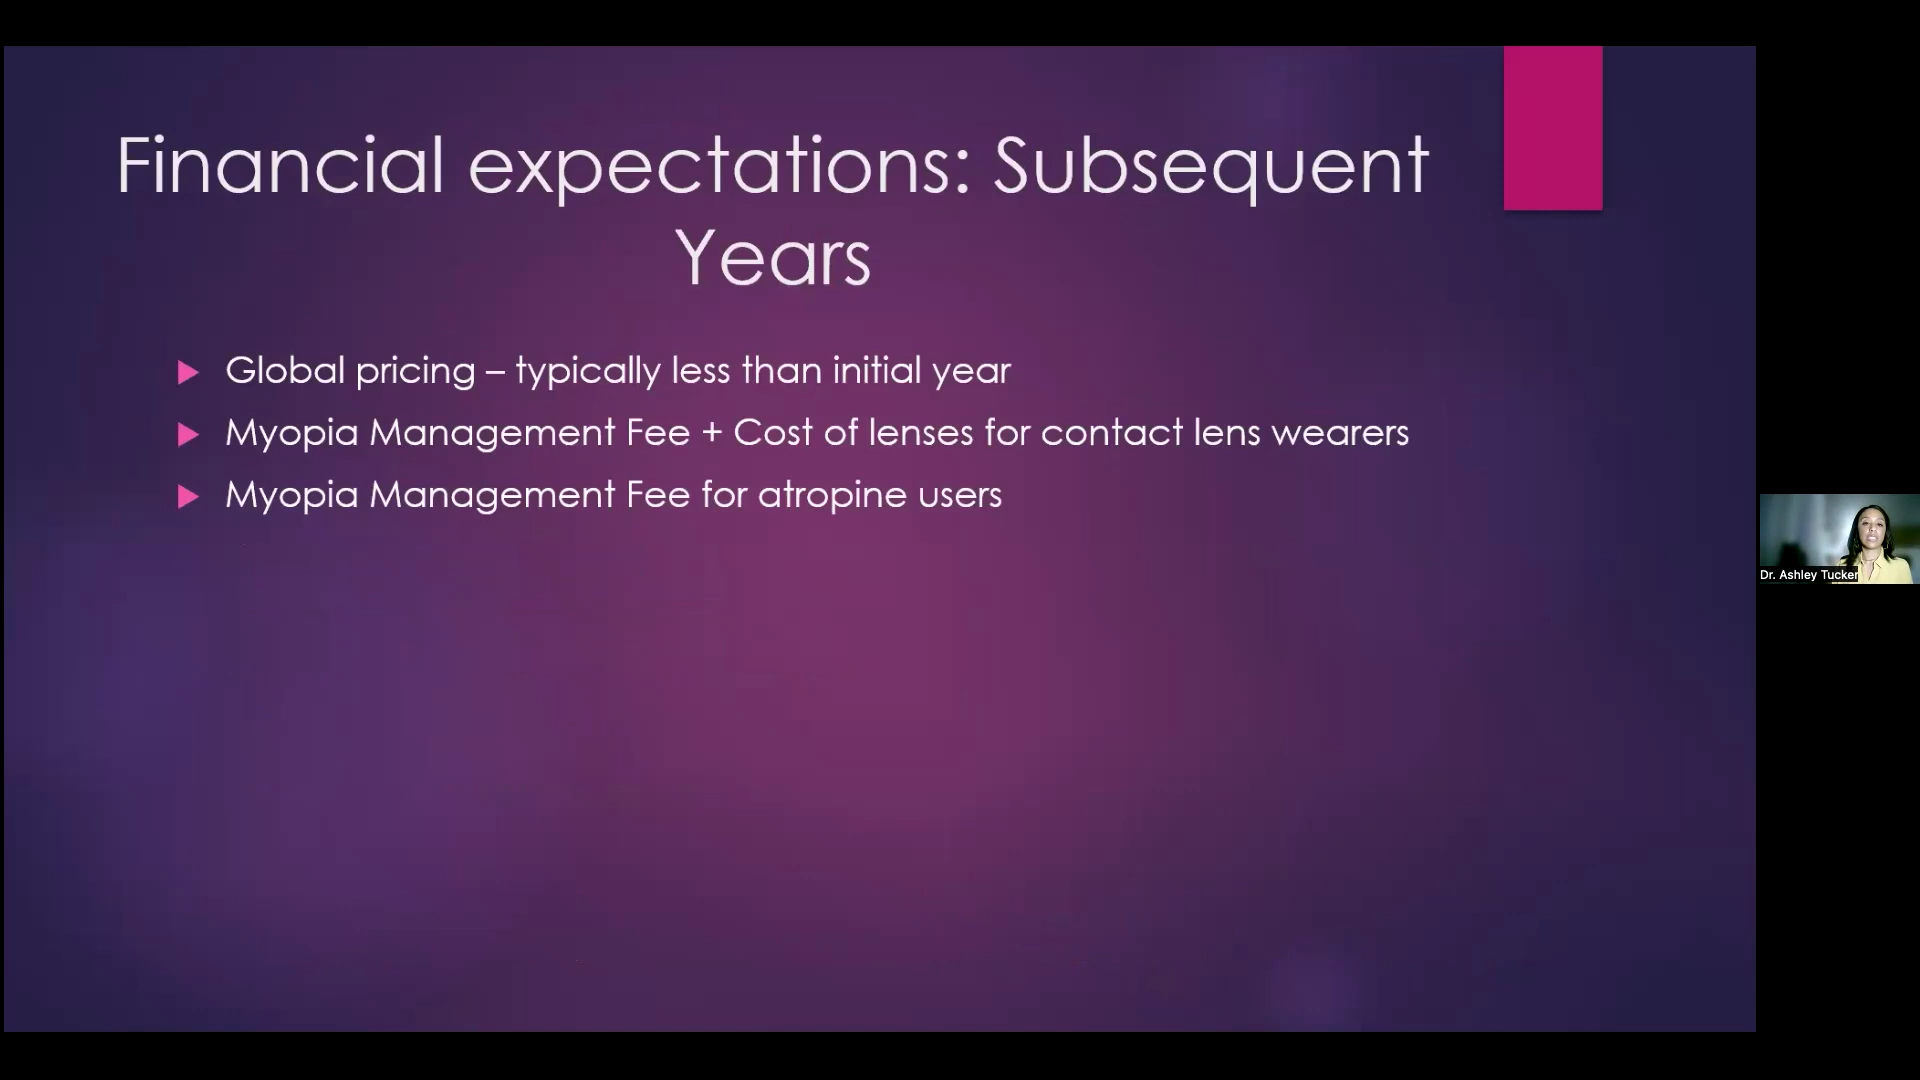 Financial expectations: Subsequent
Years
Global pricing – typically less than initial year
Myopia Management Fee + Cost of lenses for contact lens wearers
Myopia Management Fee for atropine users
Dr. Ashley Tucker